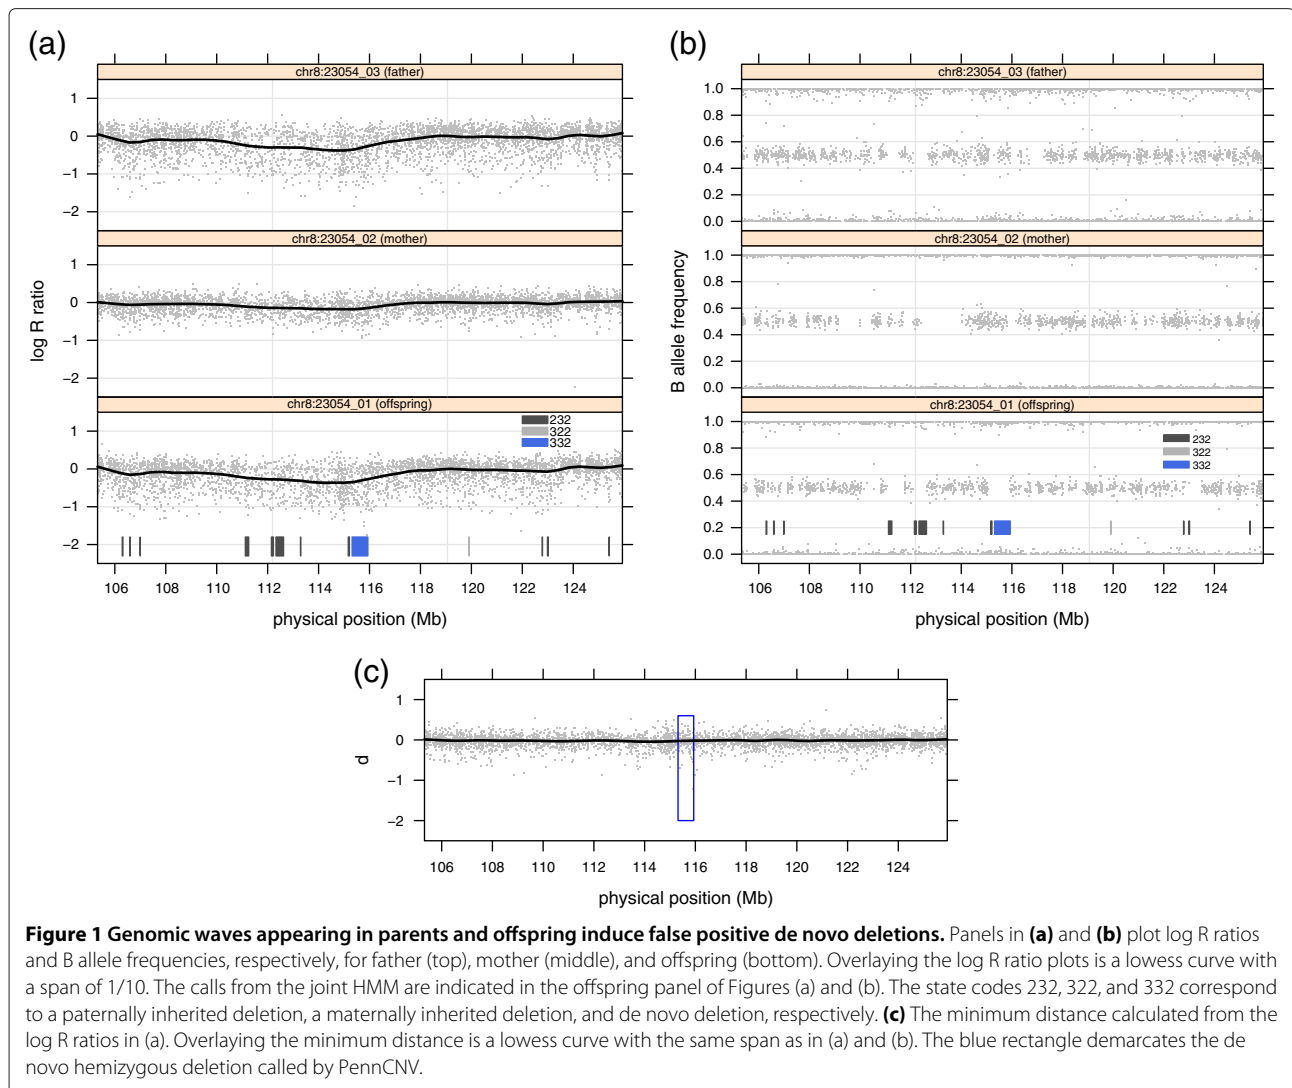 (a)
chr8:23054_03 (father)
1
0
−1
−2
chr8:23054_02 (mother)
1
0
−1
−2
log R ratio
chr8:23054_01 (offspring)
232
322
332
1
0
−1
−2
106 108 110 112 114 116 118 120 122 124
physical position (Mb)
(b)
chr8:23054_03 (father)
1.0
0.8
0.6
0.4
0.2
0.0
chr8:23054_02 (mother)
1.0
0.8
0.6
0.4
0.2
0.0
B allele frequency
chr8:23054_01 (offspring)
232
322
332
1.0
0.8
0.6
0.4
0.2
0.0
106 108 110 112 114 116 118 120 122 124
physical position (Mb)
(c)
1
0
−1
−2
d
106 108 110 112 114 116 118 120 122 124
physical position (Mb)
Figure 1 Genomic waves appearing in parents and offspring induce false positive de novo deletions. Panels in (a) and (b) plot log R ratios
and B allele frequencies, respectively, for father (top), mother (middle), and offspring (bottom). Overlaying the log R ratio plots is a lowess curve with
a span of 1/10. The calls from the joint HMM are indicated in the offspring panel of Figures (a) and (b). The state codes 232, 322, and 332 correspond
to a paternally inherited deletion, a maternally inherited deletion, and de novo deletion, respectively. (c) The minimum distance calculated from the
log R ratios in (a). Overlaying the minimum distance is a lowess curve with the same span as in (a) and (b). The blue rectangle demarcates the de
novo hemizygous deletion called by PennCNV.